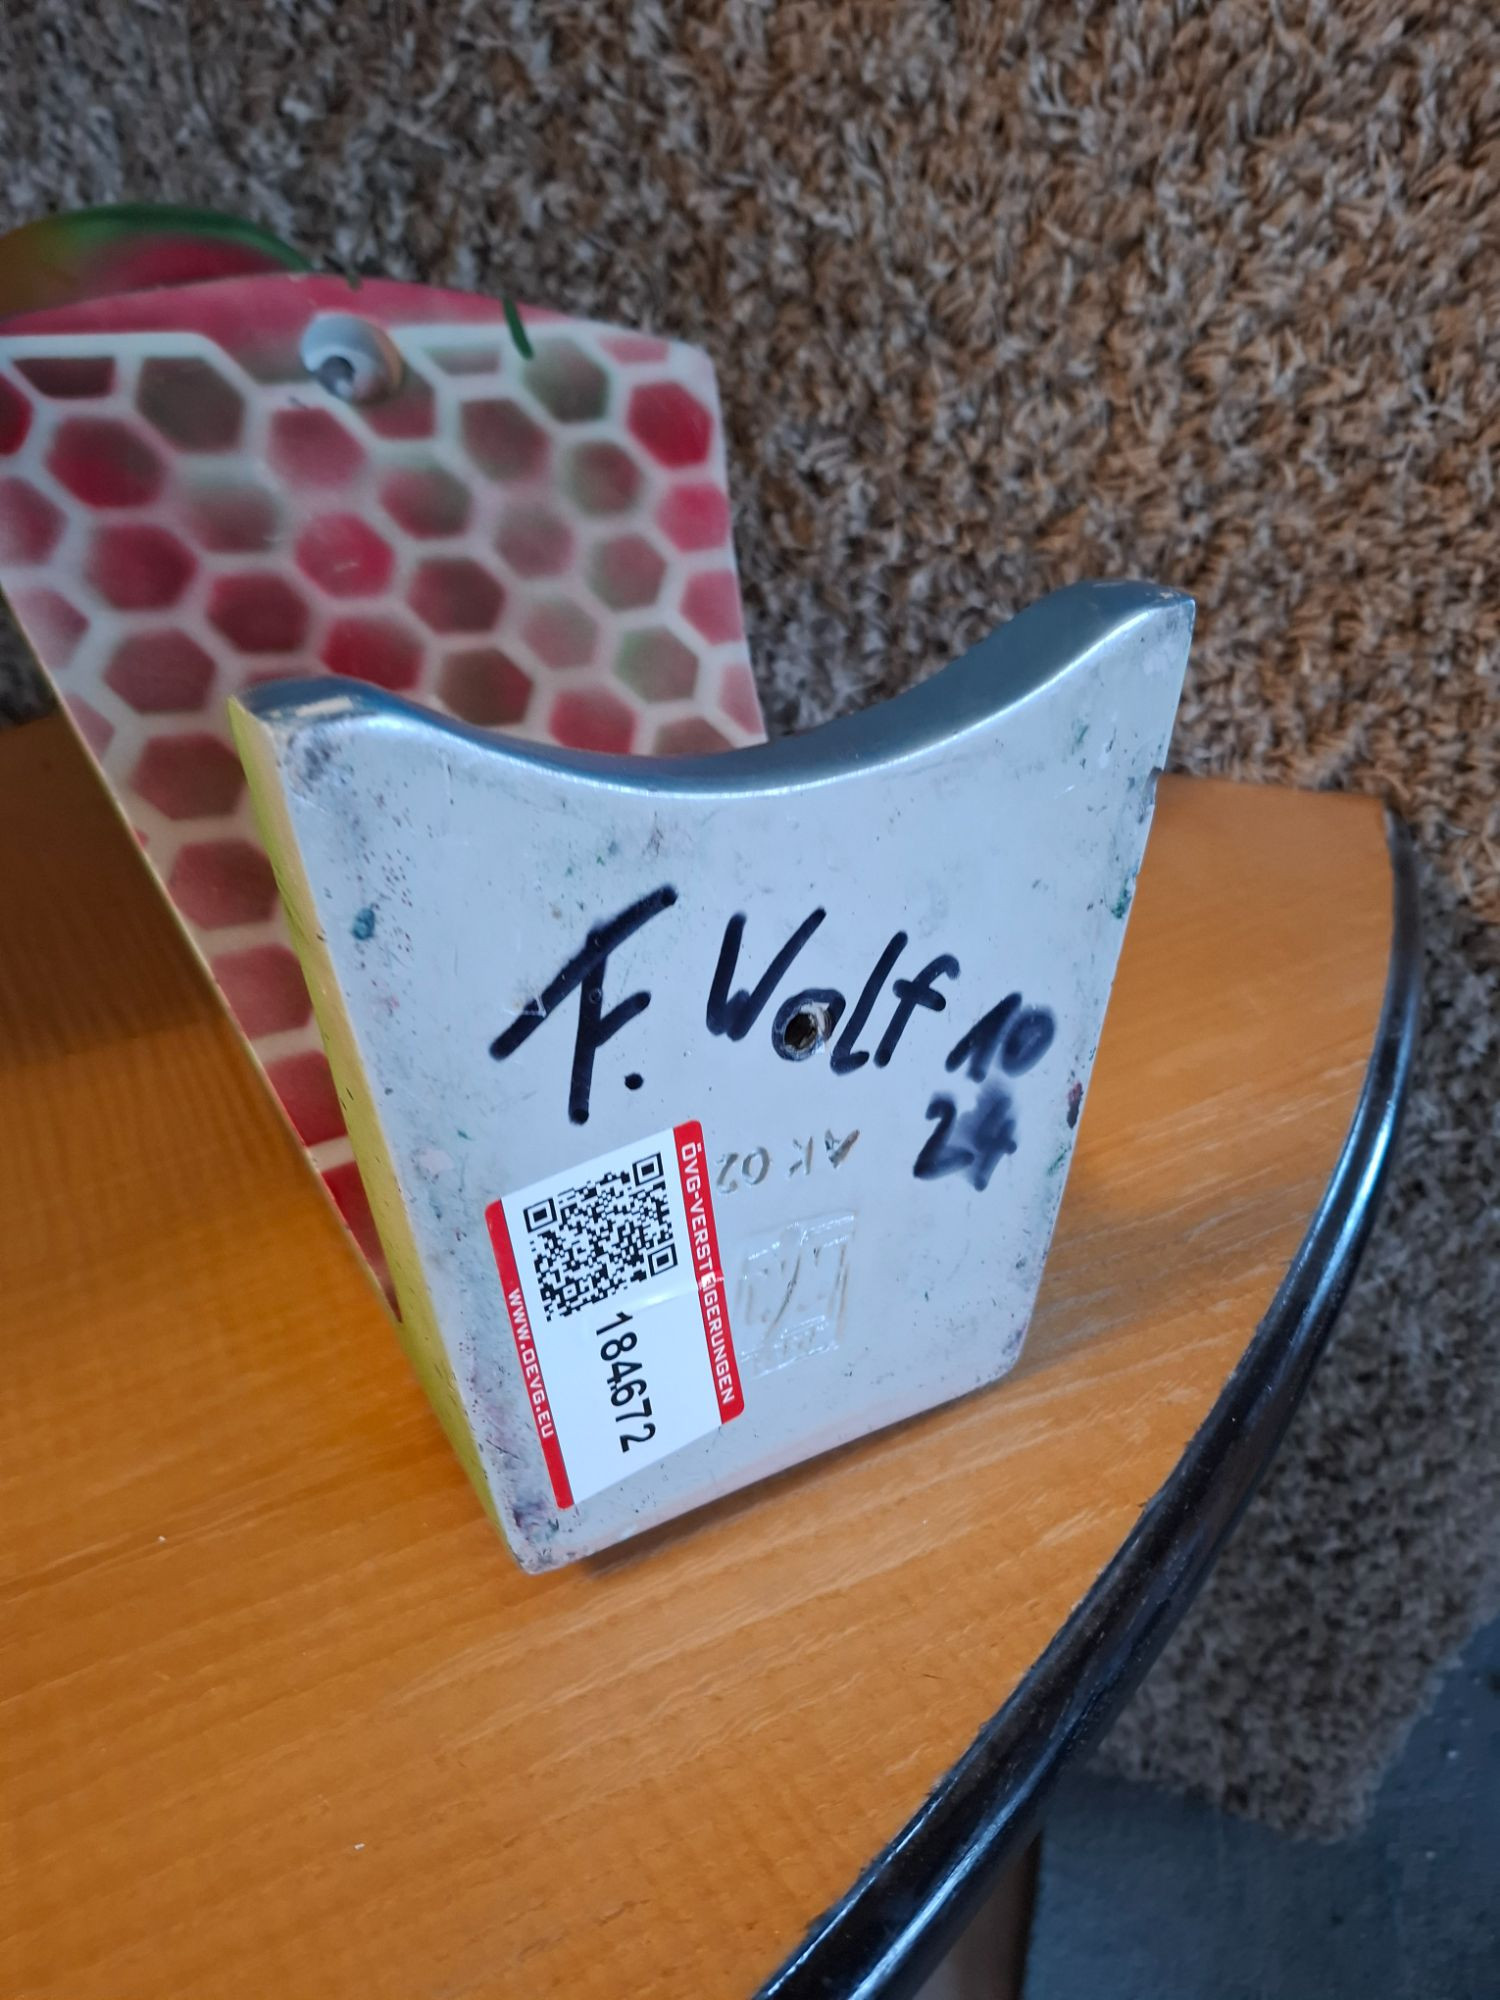 F. Wolf 10
24
AK 02
ÖVG-VERSTEIGERUNGEN
184672
WWW.OEVG.EU